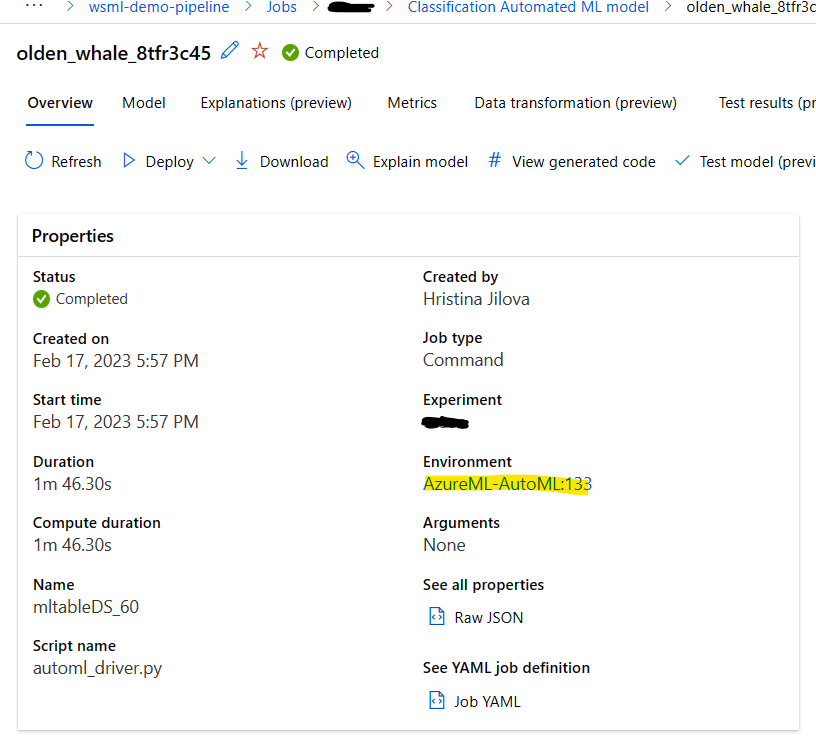 ... > wsml-demo-pipeline > Jobs > > Classification Automated ML model > olden_whale_8tfr3c
olden_whale_8tfr3c45 Completed
Overview Model Explanations (preview) Metrics Data transformation (preview) Test results (pr
Refresh Deploy Download Explain model # View generated code Test model (previ
Properties
Status
Completed
Created on
Feb 17, 2023 5:57 PM
Start time
Feb 17, 2023 5:57 PM
Duration
1m 46.30s
Compute duration
1m 46.30s
Name
mltableDS_60
Script name
automl_driver.py
Created by
Hristina Jilova
Job type
Command
Experiment
Environment
AzureML-AutoML:133
Arguments
None
See all properties
Raw JSON
See YAML job definition
Job YAML